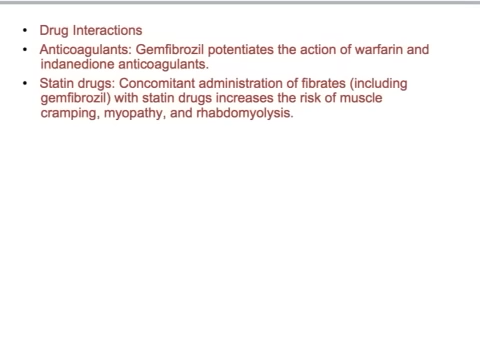 • Drug Interactions
• Anticoagulants: Gemfibrozil potentiates the action of warfarin and
indanedione anticoagulants.
• Statin drugs: Concomitant administration of fibrates (including
gemfibrozil) with statin drugs increases the risk of muscle
cramping, myopathy, and rhabdomyolysis.